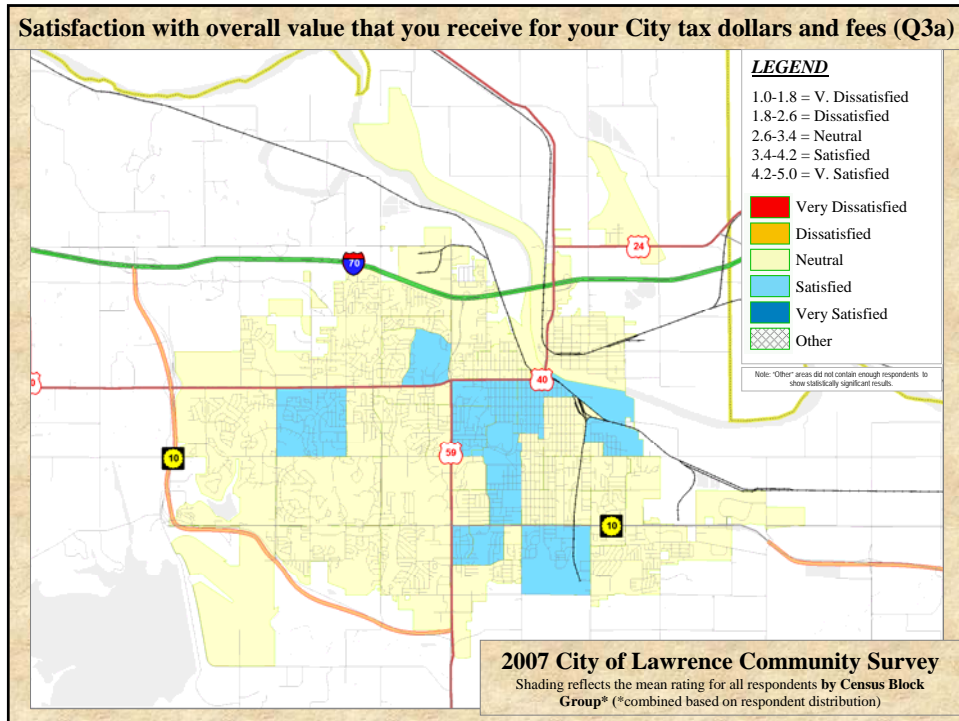 Satisfaction with overall value that you receive for your City tax dollars and fees (Q3a)
LEGEND
1.0-1.8 = V. Dissatisfied
1.8-2.6 = Dissatisfied
2.6-3.4 = Neutral
3.4-4.2 = Satisfied
4.2-5.0 = V. Satisfied
Very Dissatisfied
Dissatisfied
Neutral
Satisfied
Very Satisfied
Other
Note: "Other" areas did not contain enough respondents to
show statistically significant results.
24
70
40
0
59
10
10
2007 City of Lawrence Community Survey
Shading reflects the mean rating for all respondents by Census Block
Group* (*combined based on respondent distribution)